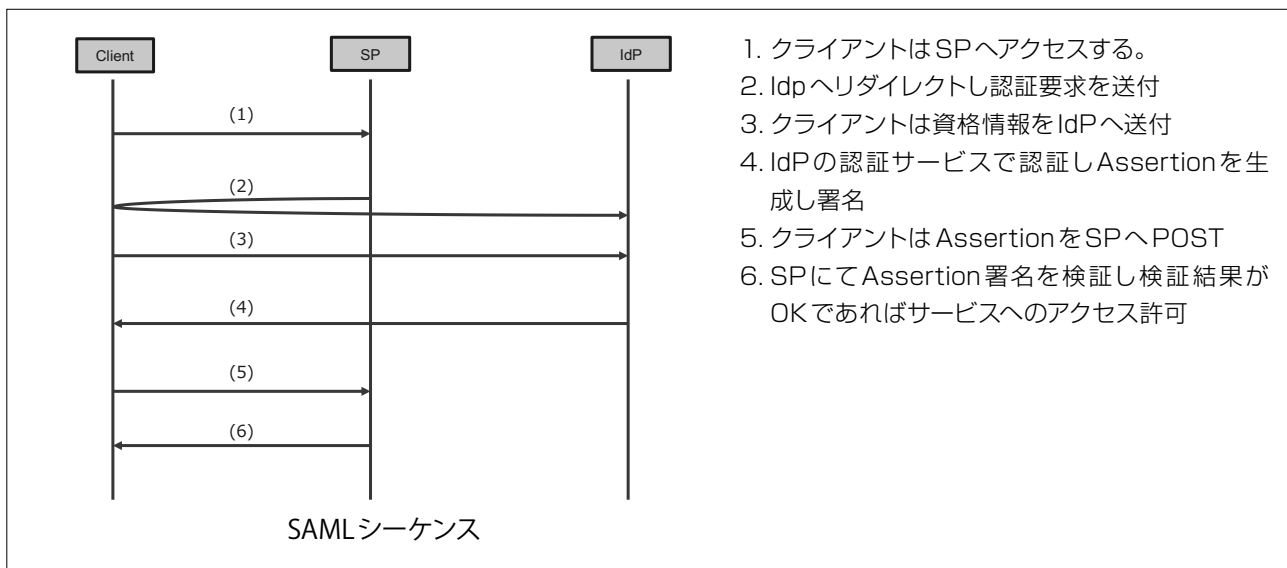 Client
SP
IdP
(1)
(2)
(3)
(4)
(5)
(6)
SAMLシーケンス
1. クライアントはSPへアクセスする。
2. Idpへリダイレクトし認証要求を送付
3. クライアントは資格情報をIdPへ送付
4. IdPの認証サービスで認証しAssertionを生
成し署名
5. クライアントはAssertionをSPへPOST
6. SPにてAssertion署名を検証し検証結果が
OKであればサービスへのアクセス許可